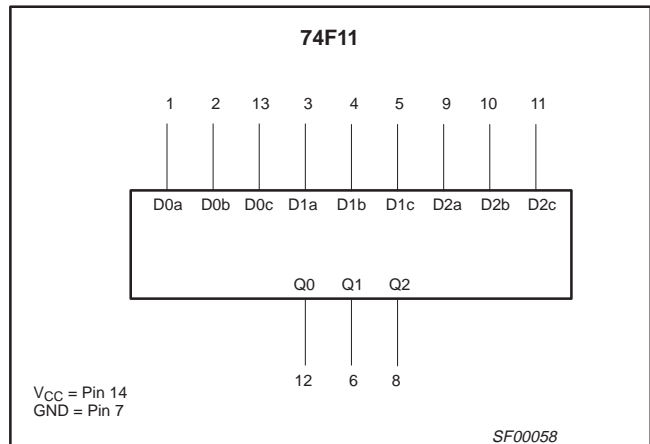 74F11
1 2 13 3 4 5 9 10 11
D0a D0b D0c D1a D1b D1c D2a D2b D2c
Q0 Q1 Q2
12 6 8
VCC = Pin 14
GND = Pin 7
SF00058